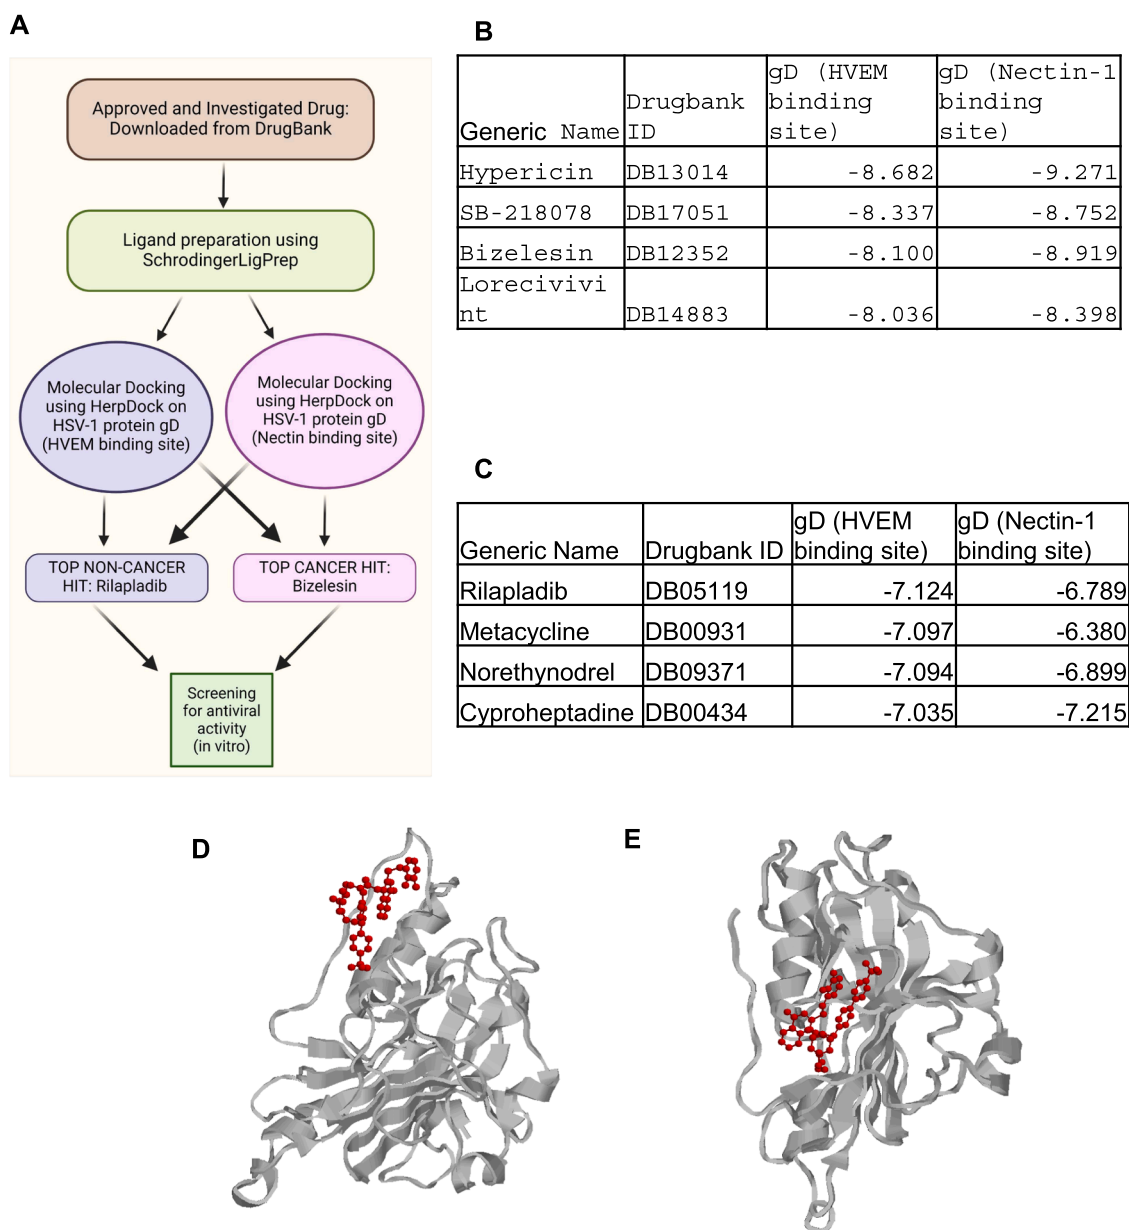 A
Approved and Investigated Drug:
Downloaded from DrugBank
Ligand preparation using
SchrodingerLigPrep
Molecular Docking
using HerpDock on
HSV-1 protein gD
(HVEM binding site)
Molecular Docking
using HerpDock on
HSV-1 protein gD
(Nectin binding site)
TOP NON-CANCER
HIT: Rilapladib
TOP CANCER HIT:
Bizelesin
Screening
for antiviral
activity
(in vitro)
B
Generic Name Drugbank ID gD (HVEM binding site) gD (Nectin-1 binding site)
Hypericin DB13014 -8.682 -9.271
SB-218078 DB17051 -8.337 -8.752
Bizelesin DB12352 -8.100 -8.919
Lorecivivi
nt DB14883 -8.036 -8.398
C
Generic Name Drugbank ID gD (HVEM binding site) gD (Nectin-1 binding site)
Rilapladib DB05119 -7.124 -6.789
Metacycline DB00931 -7.097 -6.380
Norethynodrel DB09371 -7.094 -6.899
Cyproheptadine DB00434 -7.035 -7.215
D
E